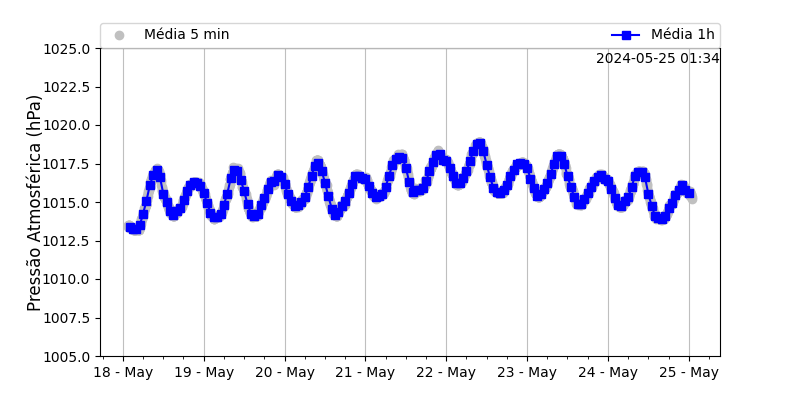 Média 5 min
Média 1h
2024-05-25 01:34
Pressão Atmosférica (hPa)
1025.0
1022.5
1020.0
1017.5
1015.0
1012.5
1010.0
1007.5
1005.0
18 - May
19 - May
20 - May
21 - May
22 - May
23 - May
24 - May
25 - May